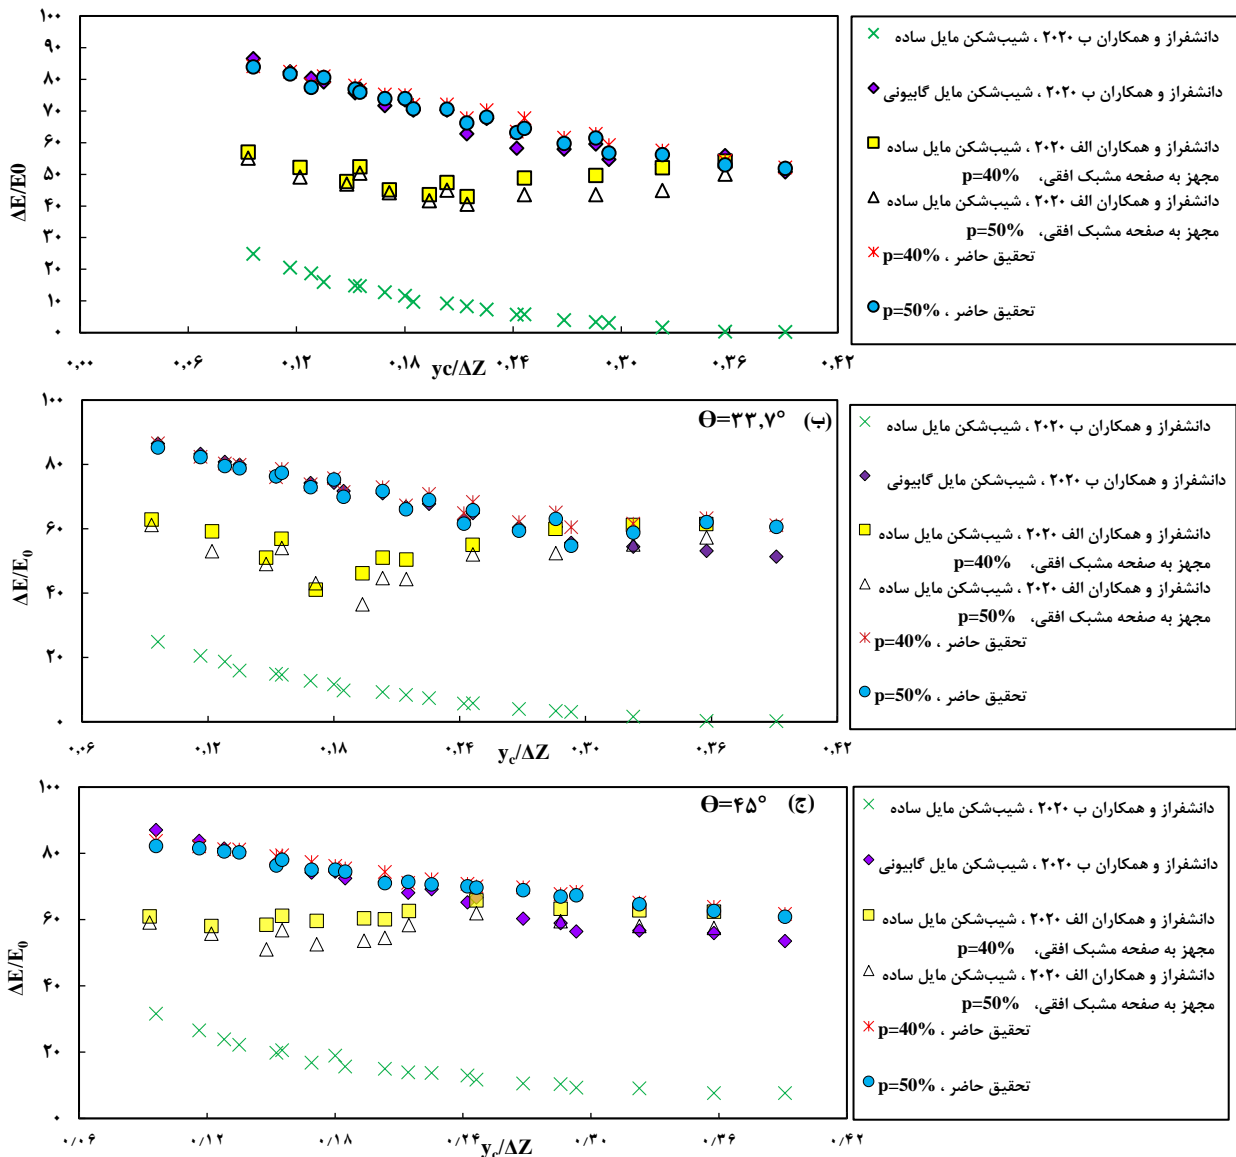 ۱۰۰
۹۰
۸۰
۷۰
۶۰
۵۰
۴۰
۳۰
۲۰
۱۰
۰
ΔE/E0
۰,۰۰ ۰,۰۶ ۰,۱۲ ۰,۱۸ ۰,۲۴ ۰,۳۰ ۰,۳۶ ۰,۴۲
yc/ΔZ
دانشفراز و همکاران ب ۲۰۲۰ ، شیب‌شکن مایل ساده
دانشفراز و همکاران ب ۲۰۲۰ ، شیب‌شکن مایل گابیونی
دانشفراز و همکاران الف ۲۰۲۰ ، شیب‌شکن مایل ساده
مجهز به صفحه مشبک افقی، p=40%
دانشفراز و همکاران الف ۲۰۲۰ ، شیب‌شکن مایل ساده
مجهز به صفحه مشبک افقی، p=50%
تحقیق حاضر ، p=40%
تحقیق حاضر ، p=50%
(ب) Θ=۳۳,۷°
۱۰۰
۸۰
۶۰
۴۰
۲۰
۰
ΔE/E₀
۰,۰۶ ۰,۱۲ ۰,۱۸ ۰,۲۴ ۰,۳۰ ۰,۳۶ ۰,۴۲
y_c/ΔZ
دانشفراز و همکاران ب ۲۰۲۰ ، شیب‌شکن مایل ساده
دانشفراز و همکاران ب ۲۰۲۰ ، شیب‌شکن مایل گابیونی
دانشفراز و همکاران الف ۲۰۲۰ ، شیب‌شکن مایل ساده
مجهز به صفحه مشبک افقی، p=40%
دانشفراز و همکاران الف ۲۰۲۰ ، شیب‌شکن مایل ساده
مجهز به صفحه مشبک افقی، p=50%
تحقیق حاضر ، p=40%
تحقیق حاضر ، p=50%
(ج) Θ=۴۵°
۱۰۰
۸۰
۶۰
۴۰
۲۰
۰
ΔE/E₀
۰/۰۶ ۰/۱۲ ۰/۱۸ ۰/۲۴ ۰/۳۰ ۰/۳۶ ۰/۴۲
y_c/ΔZ
دانشفراز و همکاران ب ۲۰۲۰ ، شیب‌شکن مایل ساده
دانشفراز و همکاران ب ۲۰۲۰ ، شیب‌شکن مایل گابیونی
دانشفراز و همکاران الف ۲۰۲۰ ، شیب‌شکن مایل ساده
مجهز به صفحه مشبک افقی، p=40%
دانشفراز و همکاران الف ۲۰۲۰ ، شیب‌شکن مایل ساده
مجهز به صفحه مشبک افقی، p=50%
تحقیق حاضر ، p=40%
تحقیق حاضر ، p=50%